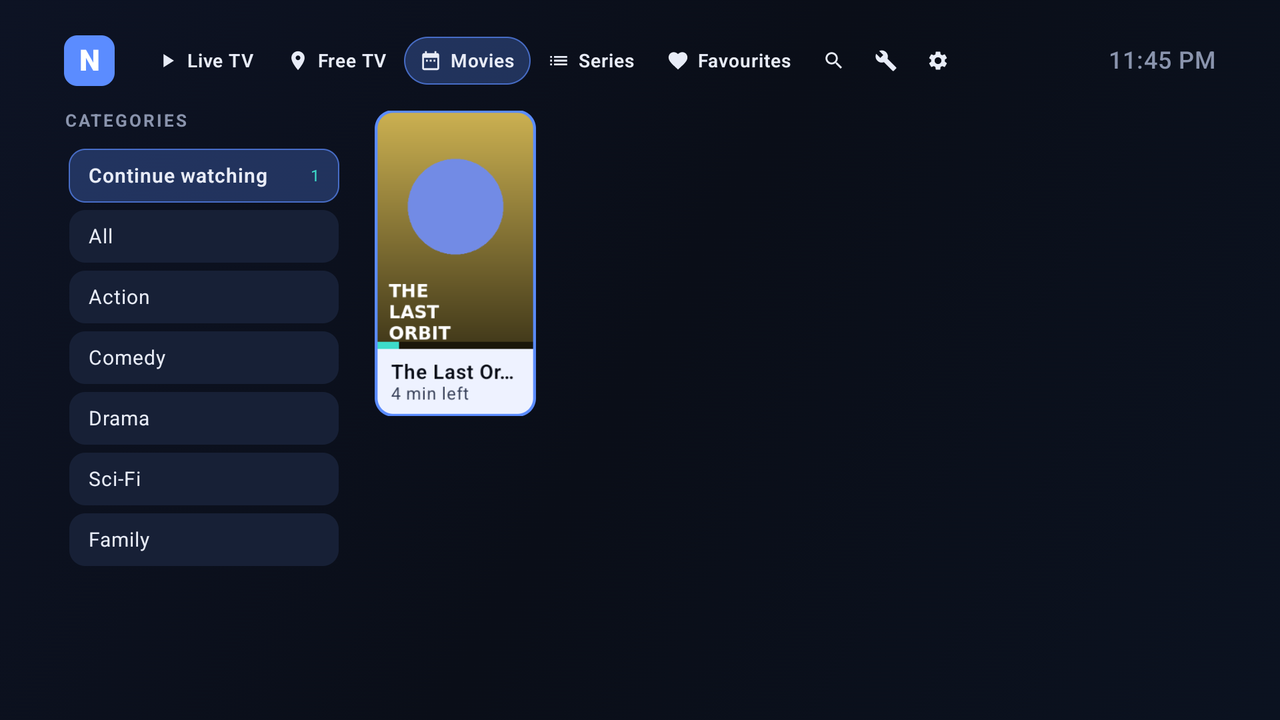 N
Live TV
Free TV
Movies
Series
Favourites
11:45 PM
CATEGORIES
Continue watching 1
All
Action
Comedy
Drama
Sci-Fi
Family
THE
LAST
ORBIT
The Last Or...
4 min left